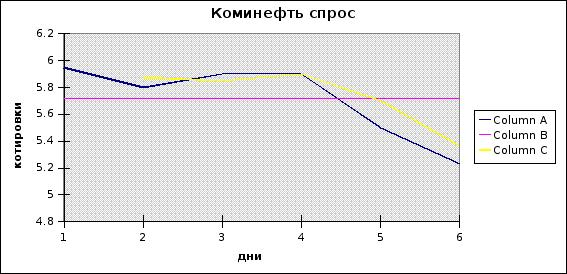 Коминефть спрос
котировки
6.2
6
5.8
5.6
5.4
5.2
5
4.8
1 2 3 4 5 6
дни
Column A
Column B
Column C